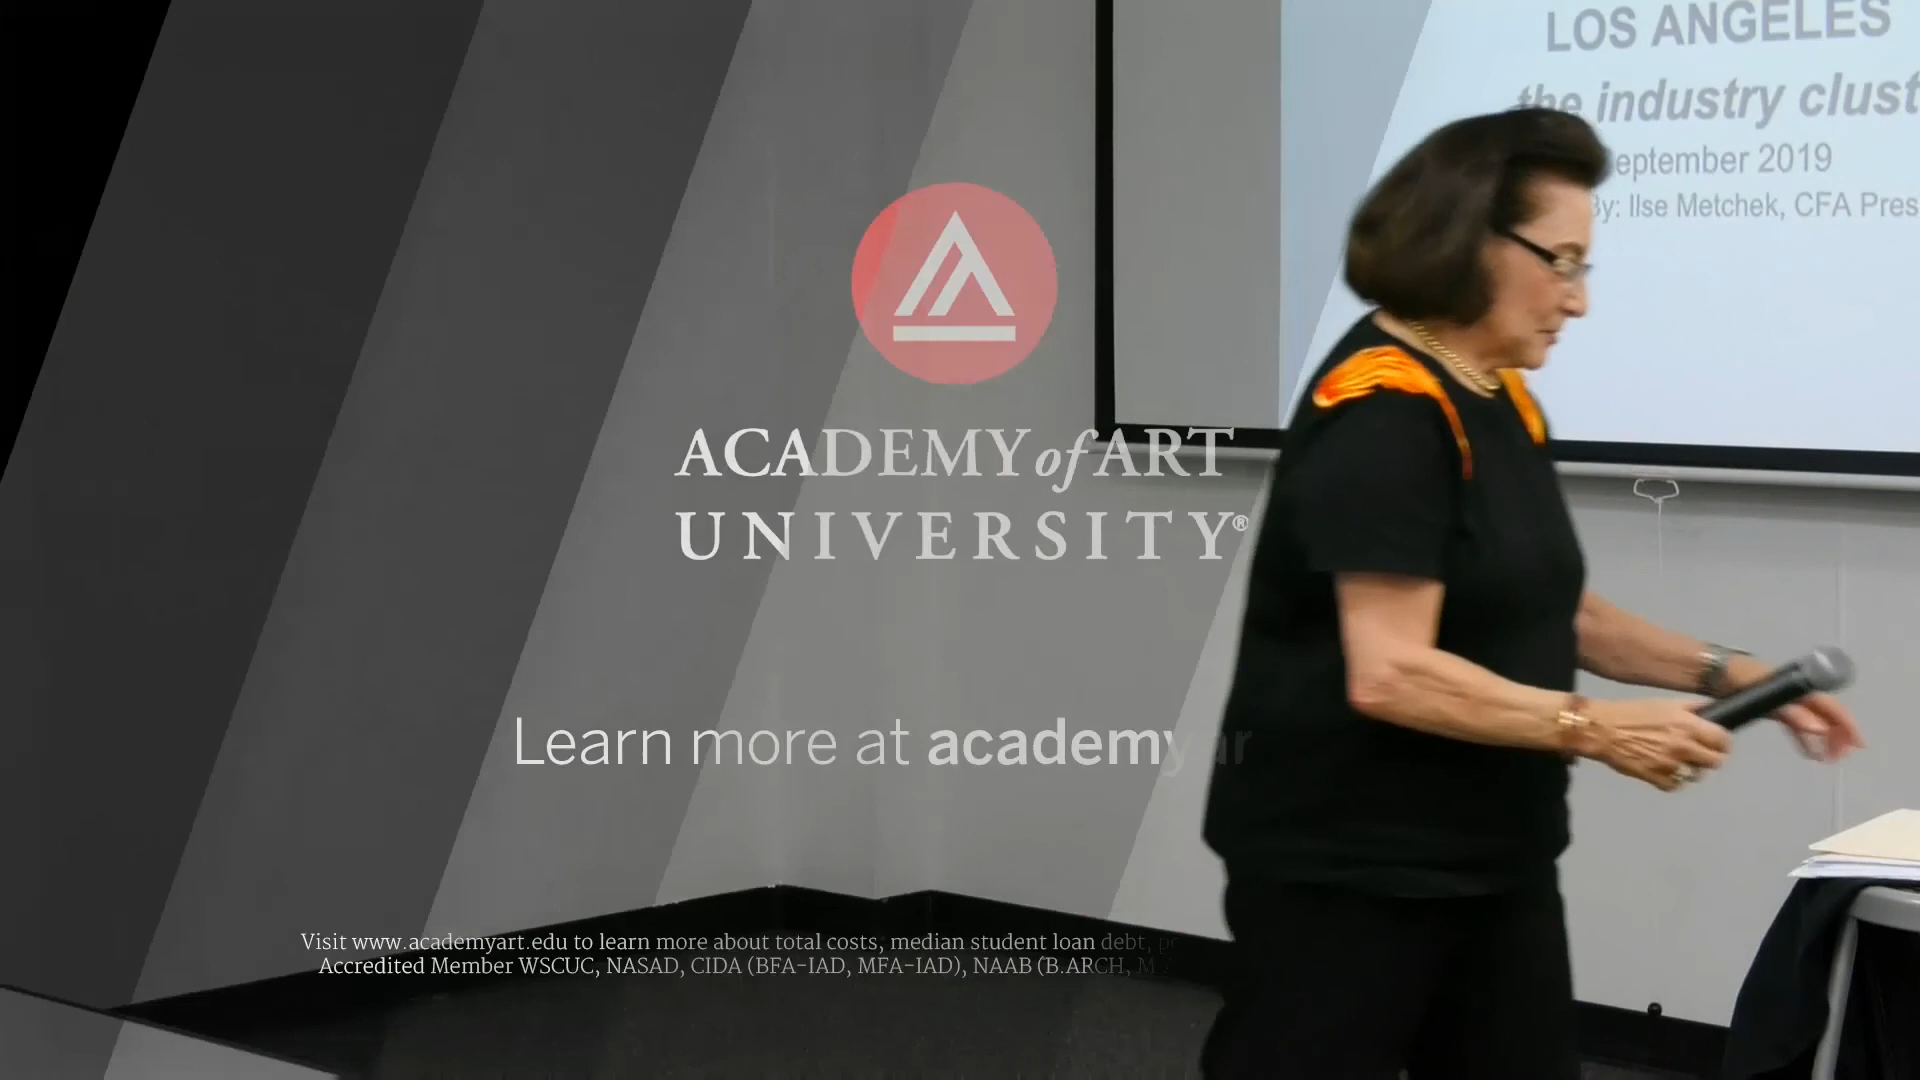 LOS ANGELES
the industry clust
eptember 2019
By: Ilse Metchek, CFA Pres
ACADEMY of ART
UNIVERSITY®
Learn more at academy
Visit www.academyart.edu to learn more about total costs, median student loan debt,
Accredited Member WSCUC, NASAD, CIDA (BFA-IAD, MFA-IAD), NAAB (B.ARCH, M